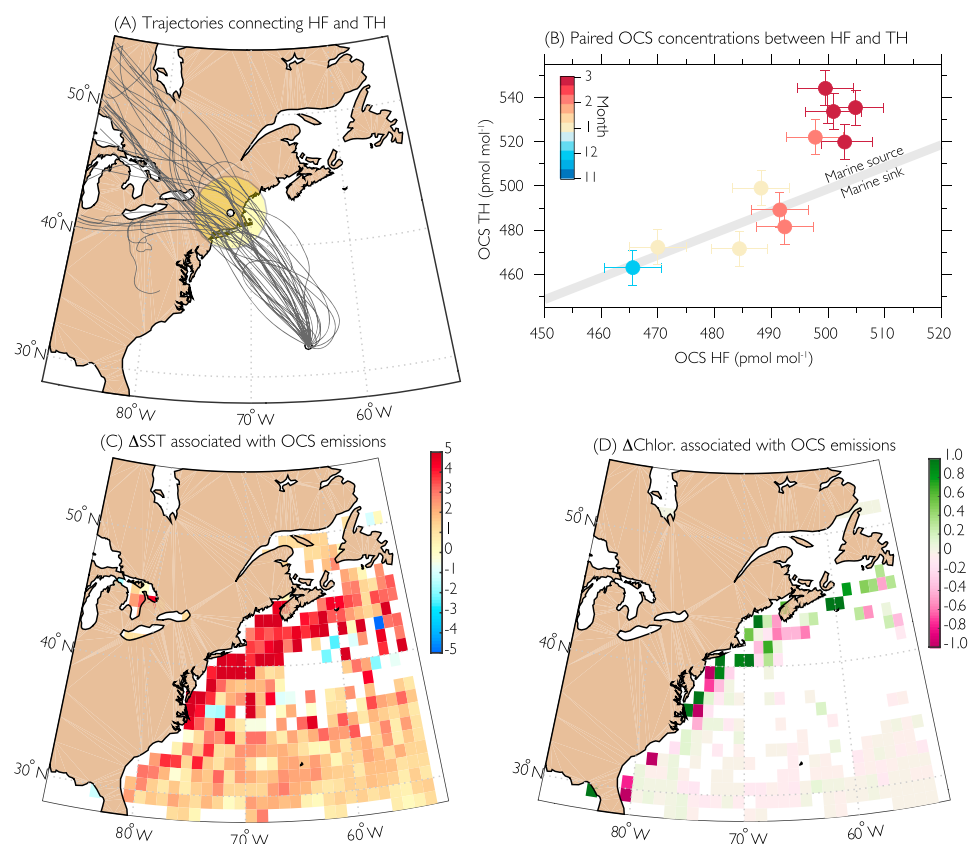 (A) Trajectories connecting HF and TH
50°N
40°N
30°N
80°W
70°W
60°W
(B) Paired OCS concentrations between HF and TH
OCS TH (pmol mol⁻¹)
540
520
500
480
460
3
2
1
12
11
Month
Marine source
Marine sink
450
460
470
480
490
500
510
520
OCS HF (pmol mol⁻¹)
(C) ΔSST associated with OCS emissions
50°N
40°N
30°N
80°W
70°W
60°W
5
4
3
2
1
0
-1
-2
-3
-4
-5
(D) ΔChlor. associated with OCS emissions
50°N
40°N
30°N
80°W
70°W
60°W
1.0
0.8
0.6
0.4
0.2
0
-0.2
-0.4
-0.6
-0.8
-1.0